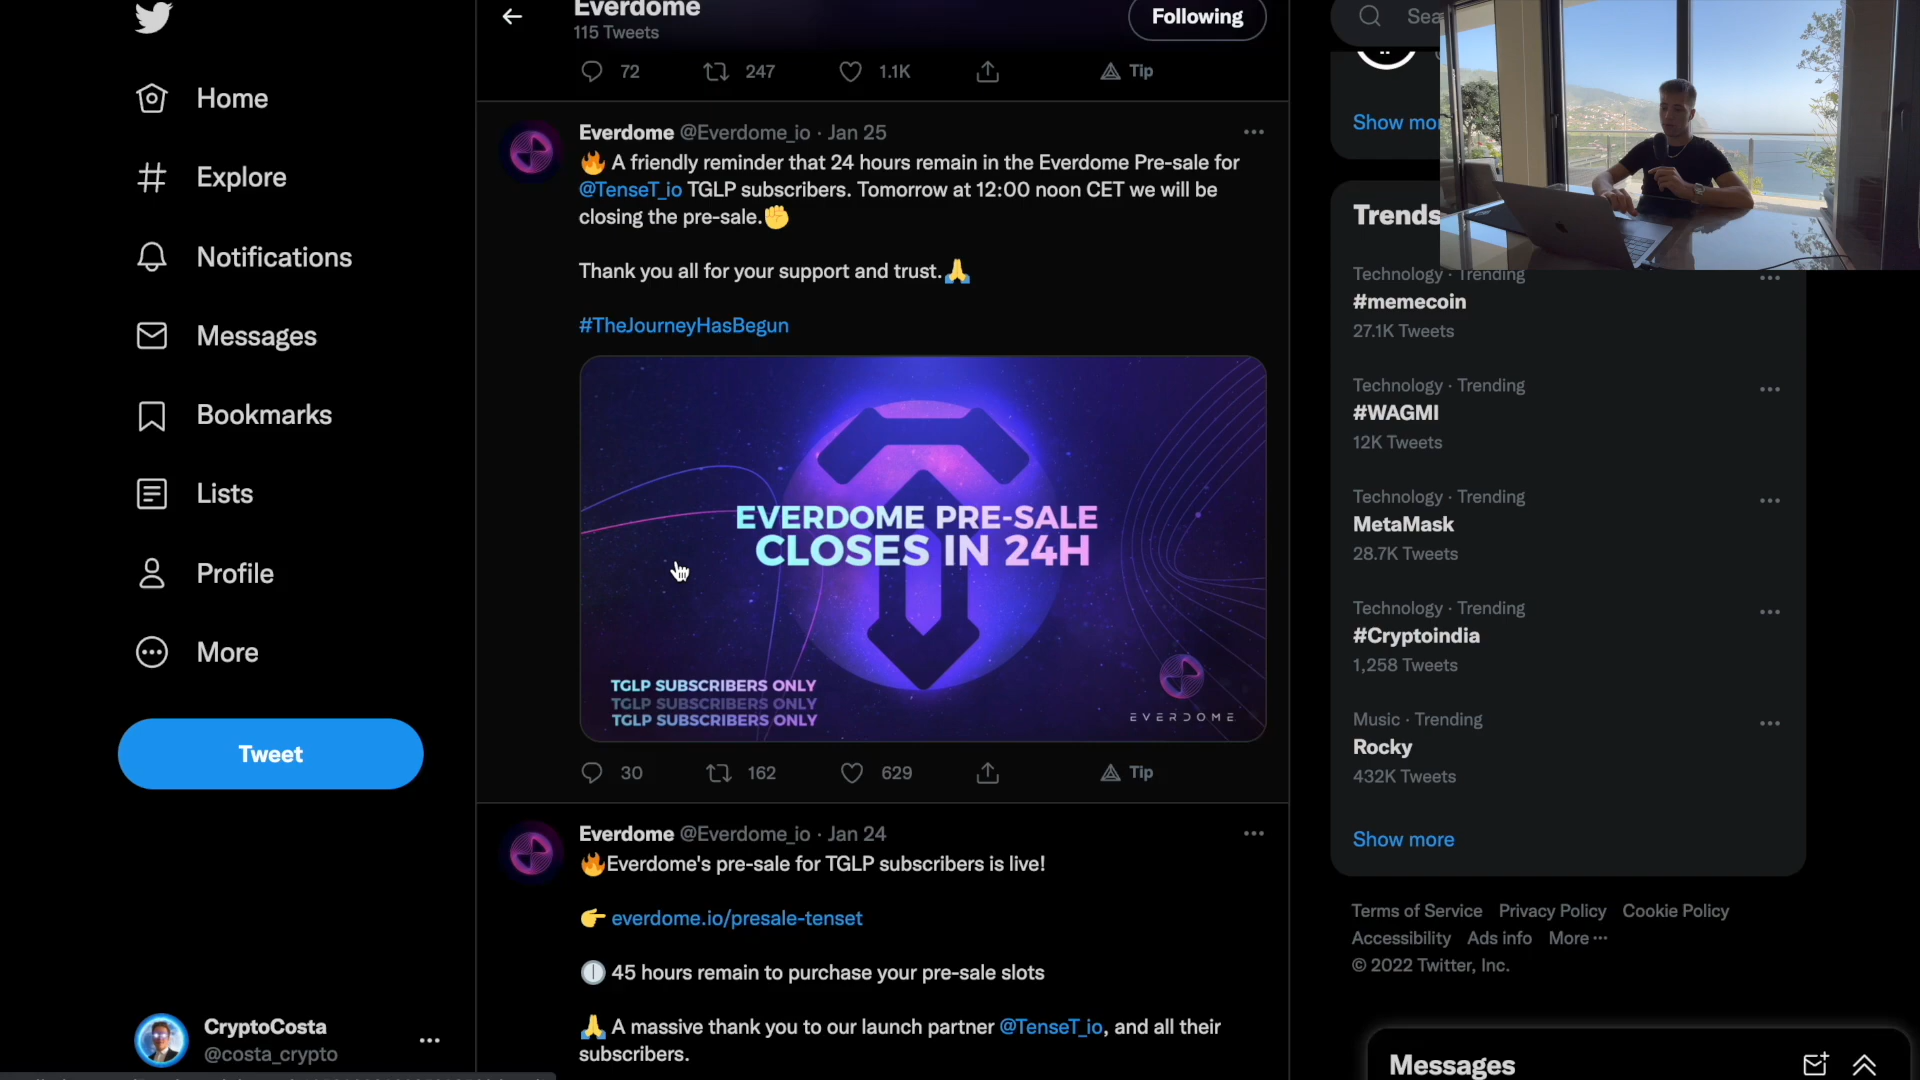 Everdome
115 Tweets
Following
72
247
1.1K
Tip
Home
Explore
Notifications
Messages
Bookmarks
Lists
Profile
More
Tweet
CryptoCosta
@costa_crypto
Everdome @Everdome_io · Jan 25
🔥 A friendly reminder that 24 hours remain in the Everdome Pre-sale for
@TenseT_io TGLP subscribers. Tomorrow at 12:00 noon CET we will be
closing the pre-sale.✊
Thank you all for your support and trust.🙏
#TheJourneyHasBegun
EVERDOME PRE-SALE
CLOSES IN 24H
TGLP SUBSCRIBERS ONLY
TGLP SUBSCRIBERS ONLY
TGLP SUBSCRIBERS ONLY
EVERDOME
30
162
629
Tip
Everdome @Everdome_io · Jan 24
🔥Everdome's pre-sale for TGLP subscribers is live!
👉 everdome.io/presale-tenset
45 hours remain to purchase your pre-sale slots
🙏 A massive thank you to our launch partner @TenseT_io, and all their
subscribers.
Show
Trends
Technology · Trending
#memecoin
27.1K Tweets
Technology · Trending
#WAGMI
12K Tweets
Technology · Trending
MetaMask
28.7K Tweets
Technology · Trending
#Cryptoindia
1,258 Tweets
Music · Trending
Rocky
432K Tweets
Show more
Terms of Service Privacy Policy Cookie Policy
Accessibility Ads info More ···
© 2022 Twitter, Inc.
Messages